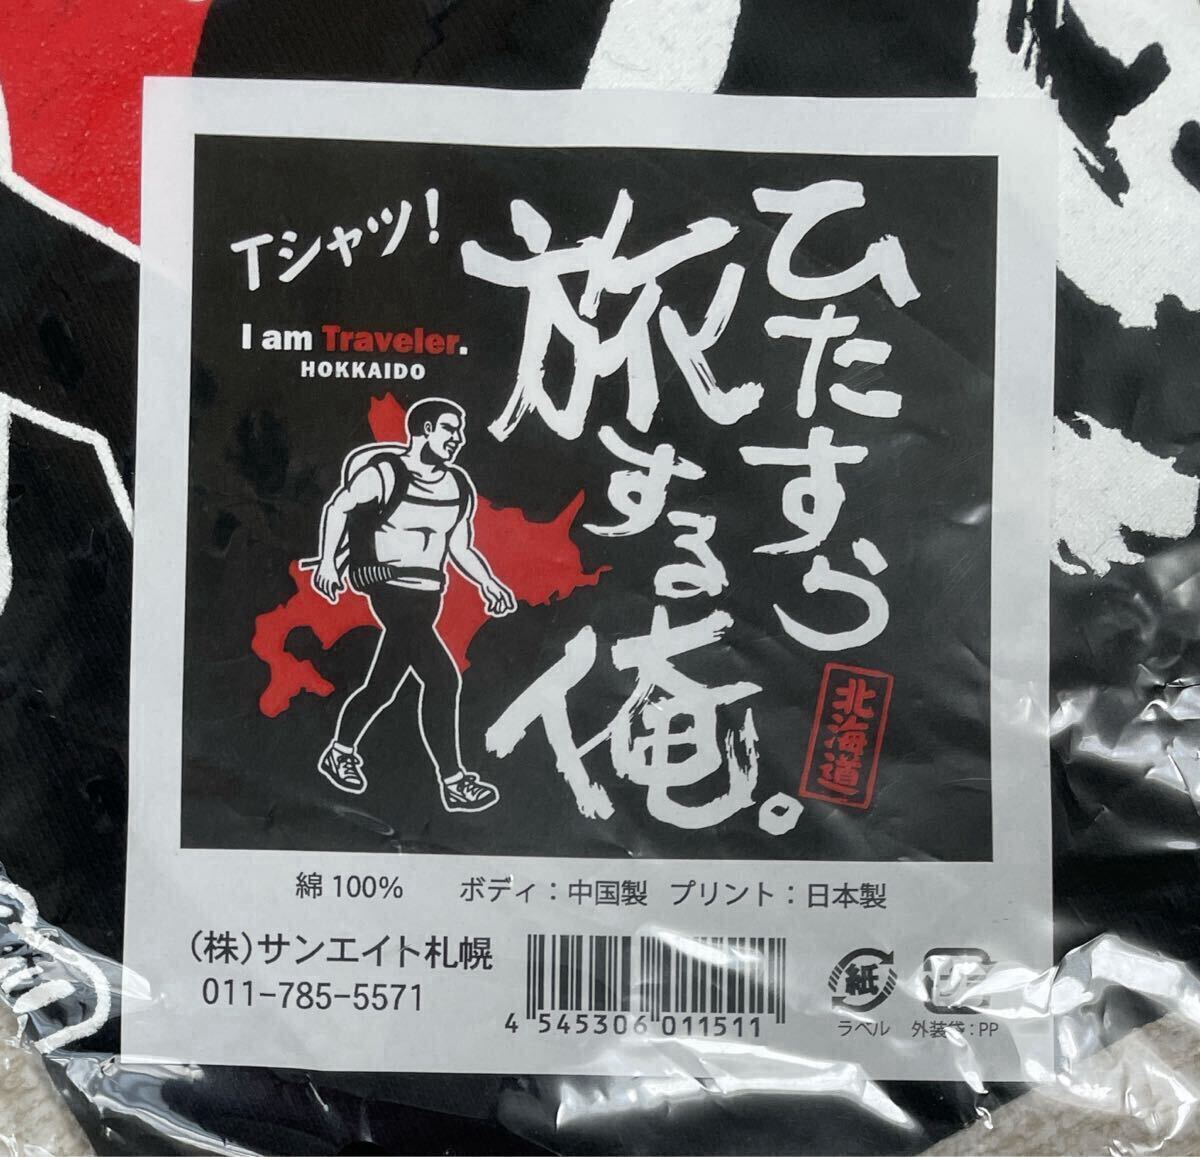 Tシャツ!
I am Traveler.
HOKKAIDO
ひたすら
旅する
俺。
北海道
綿 100%　ボディ：中国製　プリント：日本製
（株）サンエイト札幌
011-785-5571
4 545306 011511
紙
ラベル
プラ
外装袋：PP